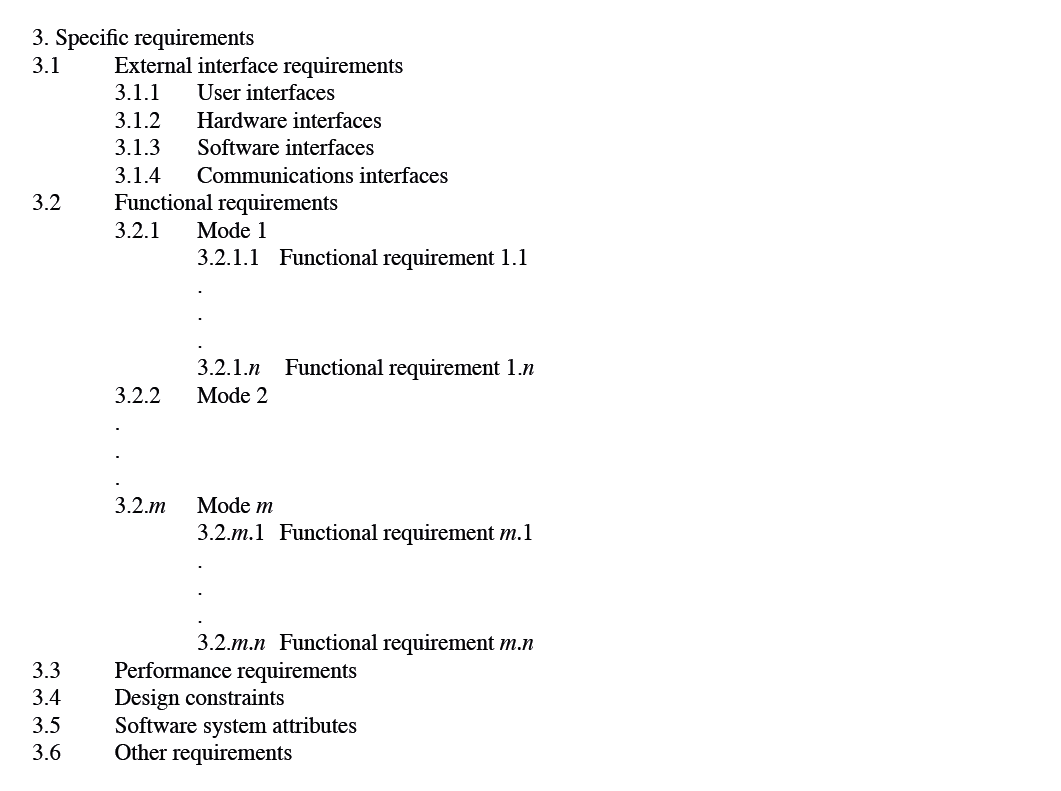 3. Specific requirements
3.1 External interface requirements
3.1.1 User interfaces
3.1.2 Hardware interfaces
3.1.3 Software interfaces
3.1.4 Communications interfaces
3.2 Functional requirements
3.2.1 Mode 1
3.2.1.1 Functional requirement 1.1
.
.
.
3.2.1.n Functional requirement 1.n
3.2.2 Mode 2
.
.
.
3.2.m Mode m
3.2.m.1 Functional requirement m.1
.
.
.
3.2.m.n Functional requirement m.n
3.3 Performance requirements
3.4 Design constraints
3.5 Software system attributes
3.6 Other requirements